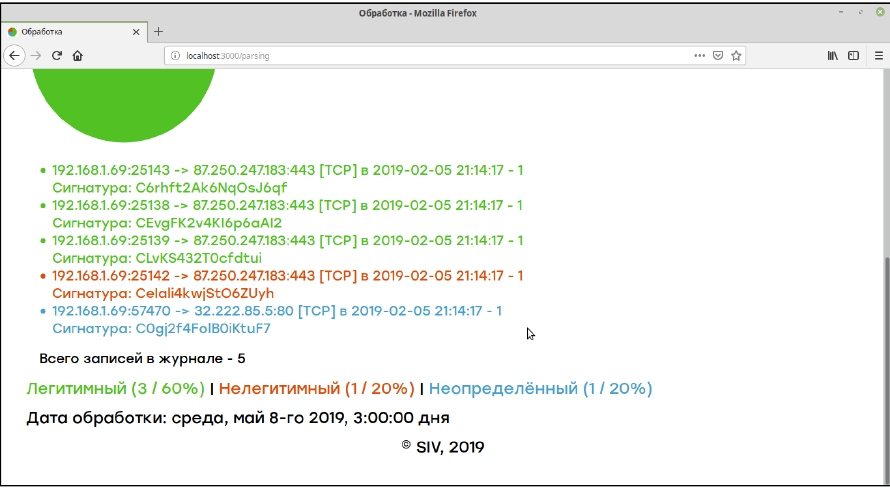 Обработка - Mozilla Firefox
Обработка
localhost:3000/parsing
192.168.1.69:25143 -> 87.250.247.183:443 [TCP] в 2019-02-05 21:14:17 - 1
Сигнатура: C6rhft2Ak6NqOsJ6qf
192.168.1.69:25138 -> 87.250.247.183:443 [TCP] в 2019-02-05 21:14:17 - 1
Сигнатура: CEvgFK2v4KI6p6aAI2
192.168.1.69:25139 -> 87.250.247.183:443 [TCP] в 2019-02-05 21:14:17 - 1
Сигнатура: CLvKS432T0cfdtui
192.168.1.69:25142 -> 87.250.247.183:443 [TCP] в 2019-02-05 21:14:17 - 1
Сигнатура: CeIali4kwjStO6ZUyh
192.168.1.69:57470 -> 32.222.85.5:80 [TCP] в 2019-02-05 21:14:17 - 1
Сигнатура: C0gj2f4FolB0iKtuF7
Всего записей в журнале - 5
Легитимный (3 / 60%) | Нелегитимный (1 / 20%) | Неопределённый (1 / 20%)
Дата обработки: среда, май 8-го 2019, 3:00:00 дня
© SIV, 2019